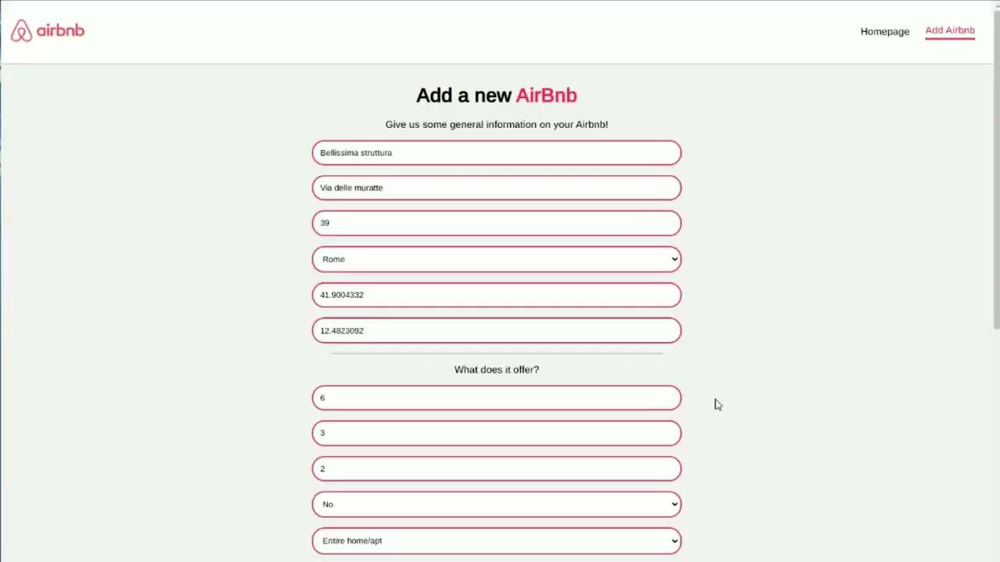 airbnb
Homepage
Add Airbnb
Add a new AirBnb
Give us some general information on your Airbnb!
Bellissima struttura
Via delle muratte
39
Rome
41.9004332
12.4823092
What does it offer?
6
3
2
No
Entire home/apt